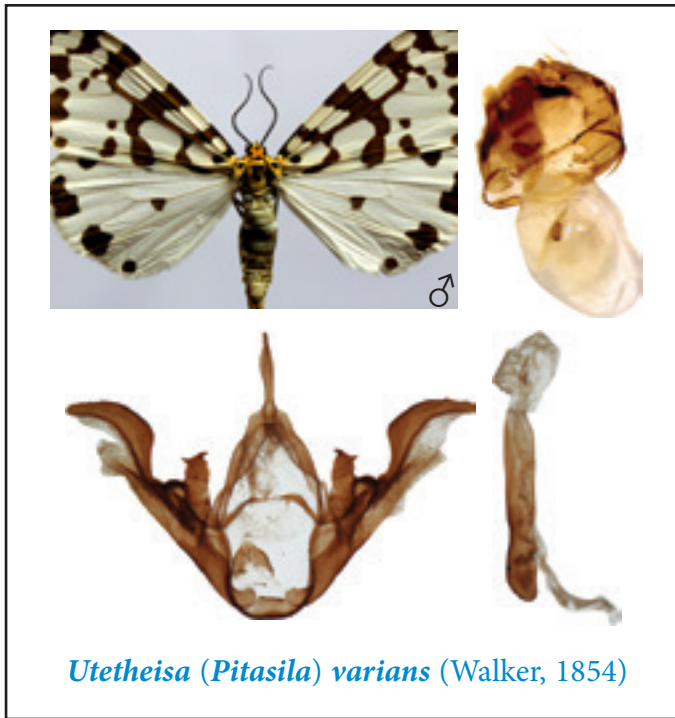 ♂
Utetheisa (Pitasila) varians (Walker, 1854)